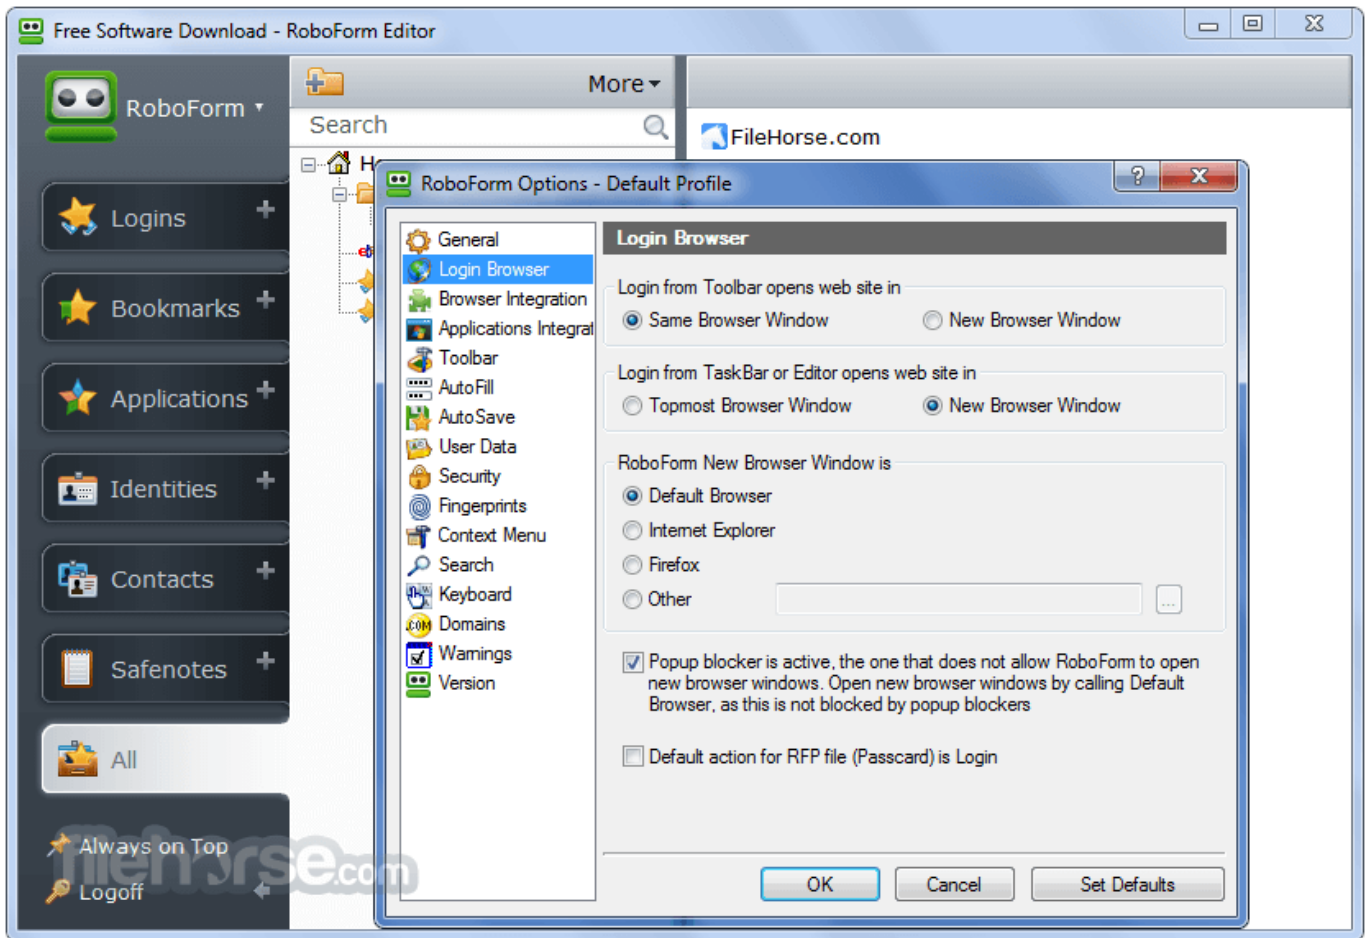 Free Software Download - RoboForm Editor
RoboForm
More
Search
FileHorse.com
Logins
Bookmarks
Applications
Identities
Contacts
Safenotes
All
Always on Top
Logoff
filehorse.com
RoboForm Options - Default Profile
?
General
Login Browser
Browser Integration
Applications Integrat
Toolbar
AutoFill
AutoSave
User Data
Security
Fingerprints
Context Menu
Search
Keyboard
Domains
Warnings
Version
Login Browser
Login from Toolbar opens web site in
Same Browser Window
New Browser Window
Login from TaskBar or Editor opens web site in
Topmost Browser Window
New Browser Window
RoboForm New Browser Window is
Default Browser
Internet Explorer
Firefox
Other
...
Popup blocker is active, the one that does not allow RoboForm to open
new browser windows. Open new browser windows by calling Default
Browser, as this is not blocked by popup blockers
Default action for RFP file (Passcard) is Login
OK
Cancel
Set Defaults